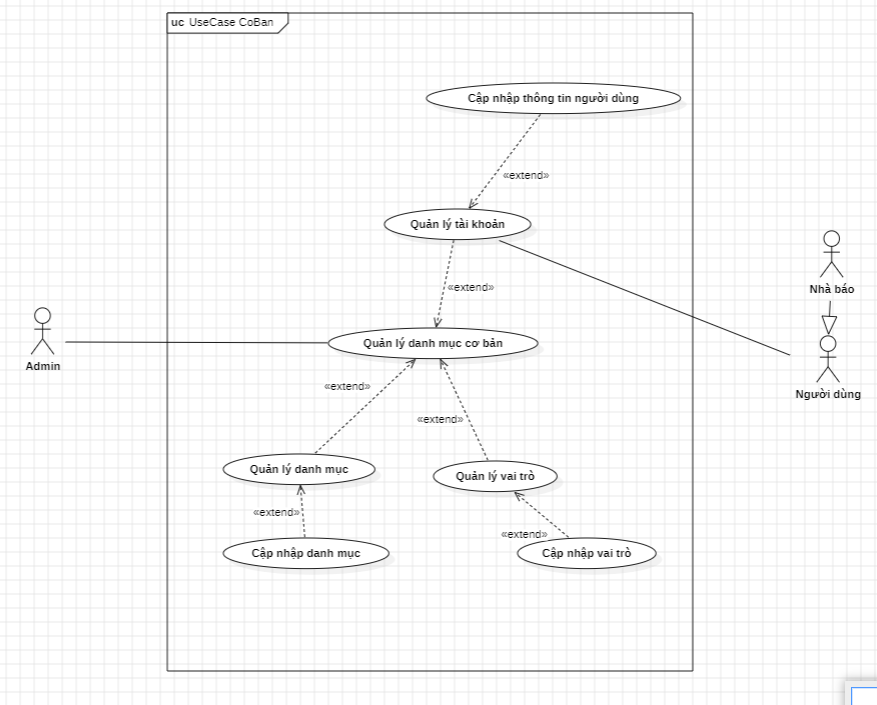 uc UseCase CoBan
Cập nhập thông tin người dùng
«extend»
Quản lý tài khoản
Nhà báo
«extend»
Quản lý danh mục cơ bản
Admin
Người dùng
«extend»
«extend»
Quản lý danh mục
Quản lý vai trò
«extend»
«extend»
Cập nhập danh mục
Cập nhập vai trò